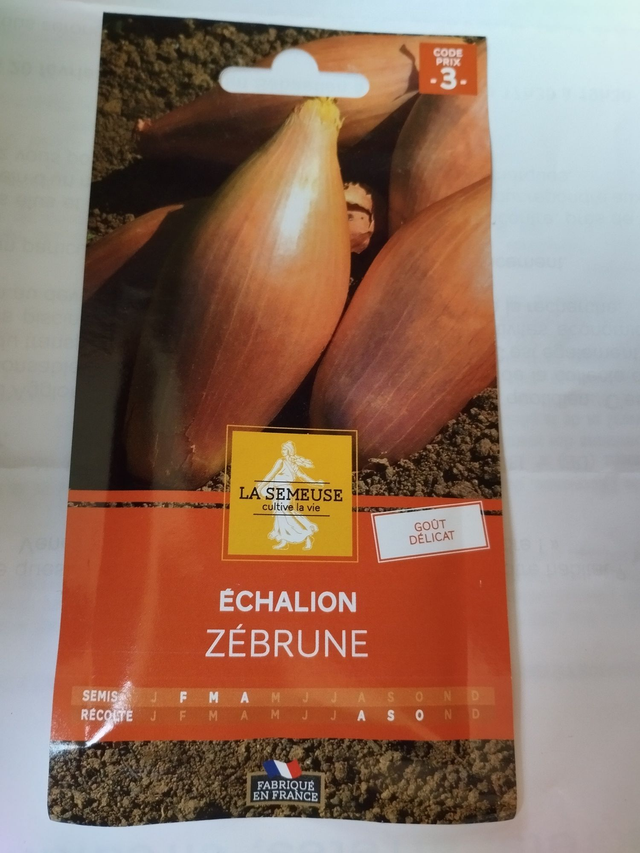 CODE
PRIX
- 3 -
LA SEMEUSE
cultive la vie
GOÛT
DÉLICAT
ÉCHALION
ZÉBRUNE
SEMIS J F M A M J J A S O N D
RÉCOLTE J F M A M J J A S O N D
FABRIQUÉ
EN FRANCE